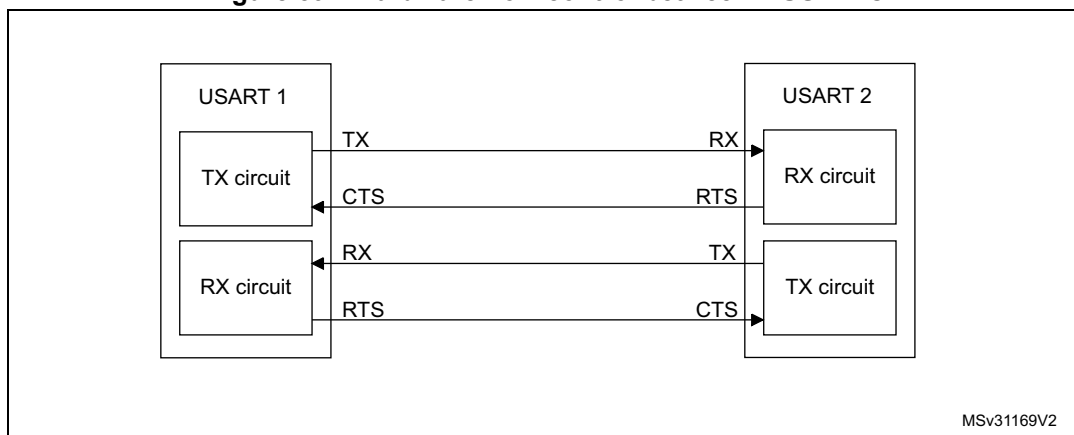 USART 1
USART 2
TX
RX
TX circuit
RX circuit
CTS
RTS
RX
TX
RX circuit
TX circuit
RTS
CTS
MSv31169V2